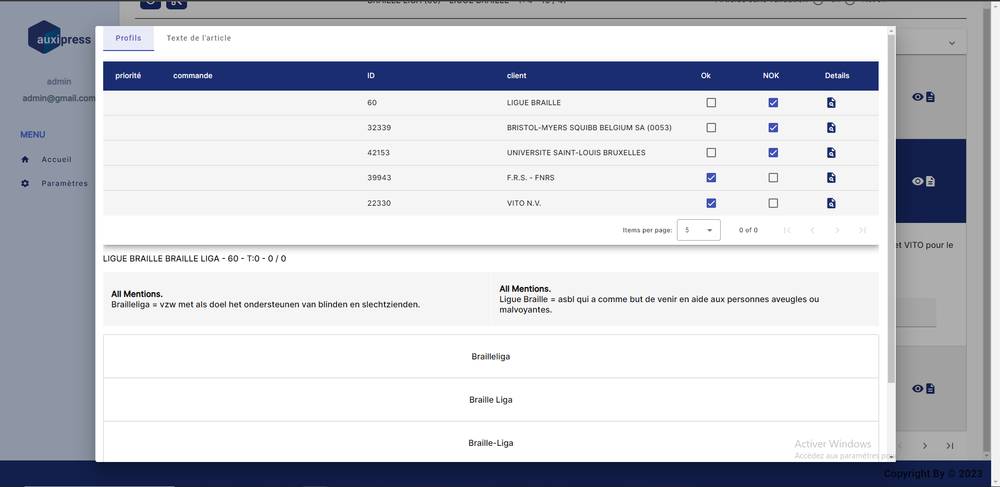 auxipress
admin
admin@gmail.com
MENU
Accueil
Paramètres
Profils
Texte de l'article
priorité commande ID client Ok NOK Details
60 LIGUE BRAILLE
32339 BRISTOL-MYERS SQUIBB BELGIUM SA (0053)
42153 UNIVERSITE SAINT-LOUIS BRUXELLES
39943 F.R.S. - FNRS
22330 VITO N.V.
Items per page: 5 0 of 0
et VITO pour le
LIGUE BRAILLE BRAILLE LIGA - 60 - T:0 - 0 / 0
All Mentions.
Brailleliga = vzw met als doel het ondersteunen van blinden en slechtzienden.
All Mentions.
Ligue Braille = asbl qui a comme but de venir en aide aux personnes aveugles ou
malvoyantes.
Brailleliga
Braille Liga
Braille-Liga
Activer Windows
Accédez aux paramètres pour
Copyright By © 2023